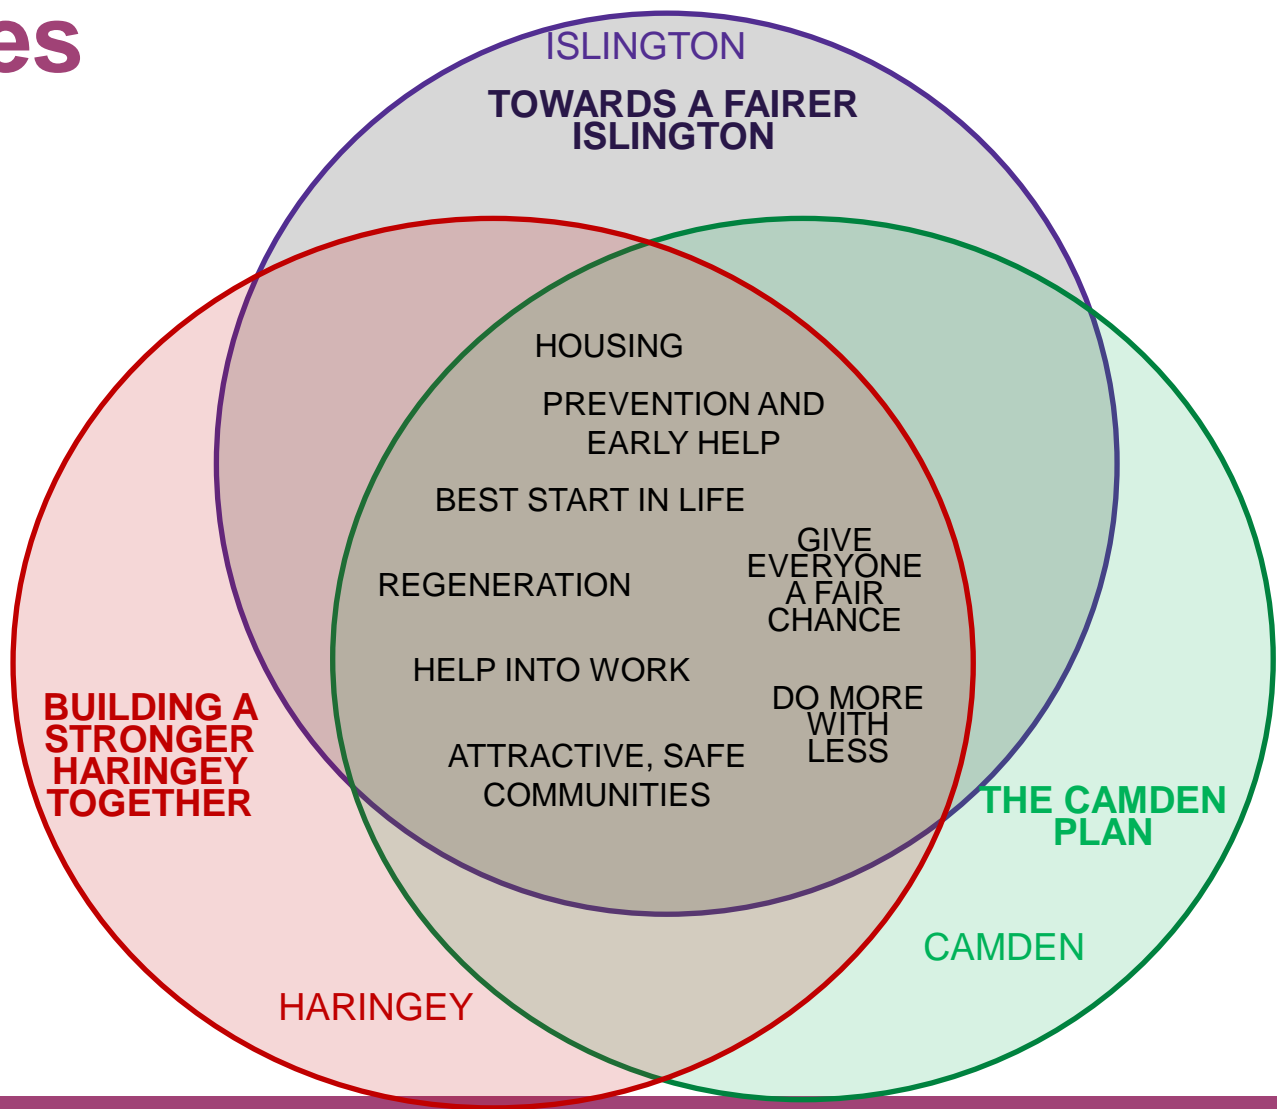 es
ISLINGTON
TOWARDS A FAIRER
ISLINGTON
HOUSING
PREVENTION AND
EARLY HELP
BEST START IN LIFE
GIVE
EVERYONE
A FAIR
CHANCE
REGENERATION
HELP INTO WORK
DO MORE
WITH
LESS
ATTRACTIVE, SAFE
COMMUNITIES
BUILDING A
STRONGER
HARINGEY
TOGETHER
THE CAMDEN
PLAN
CAMDEN
HARINGEY